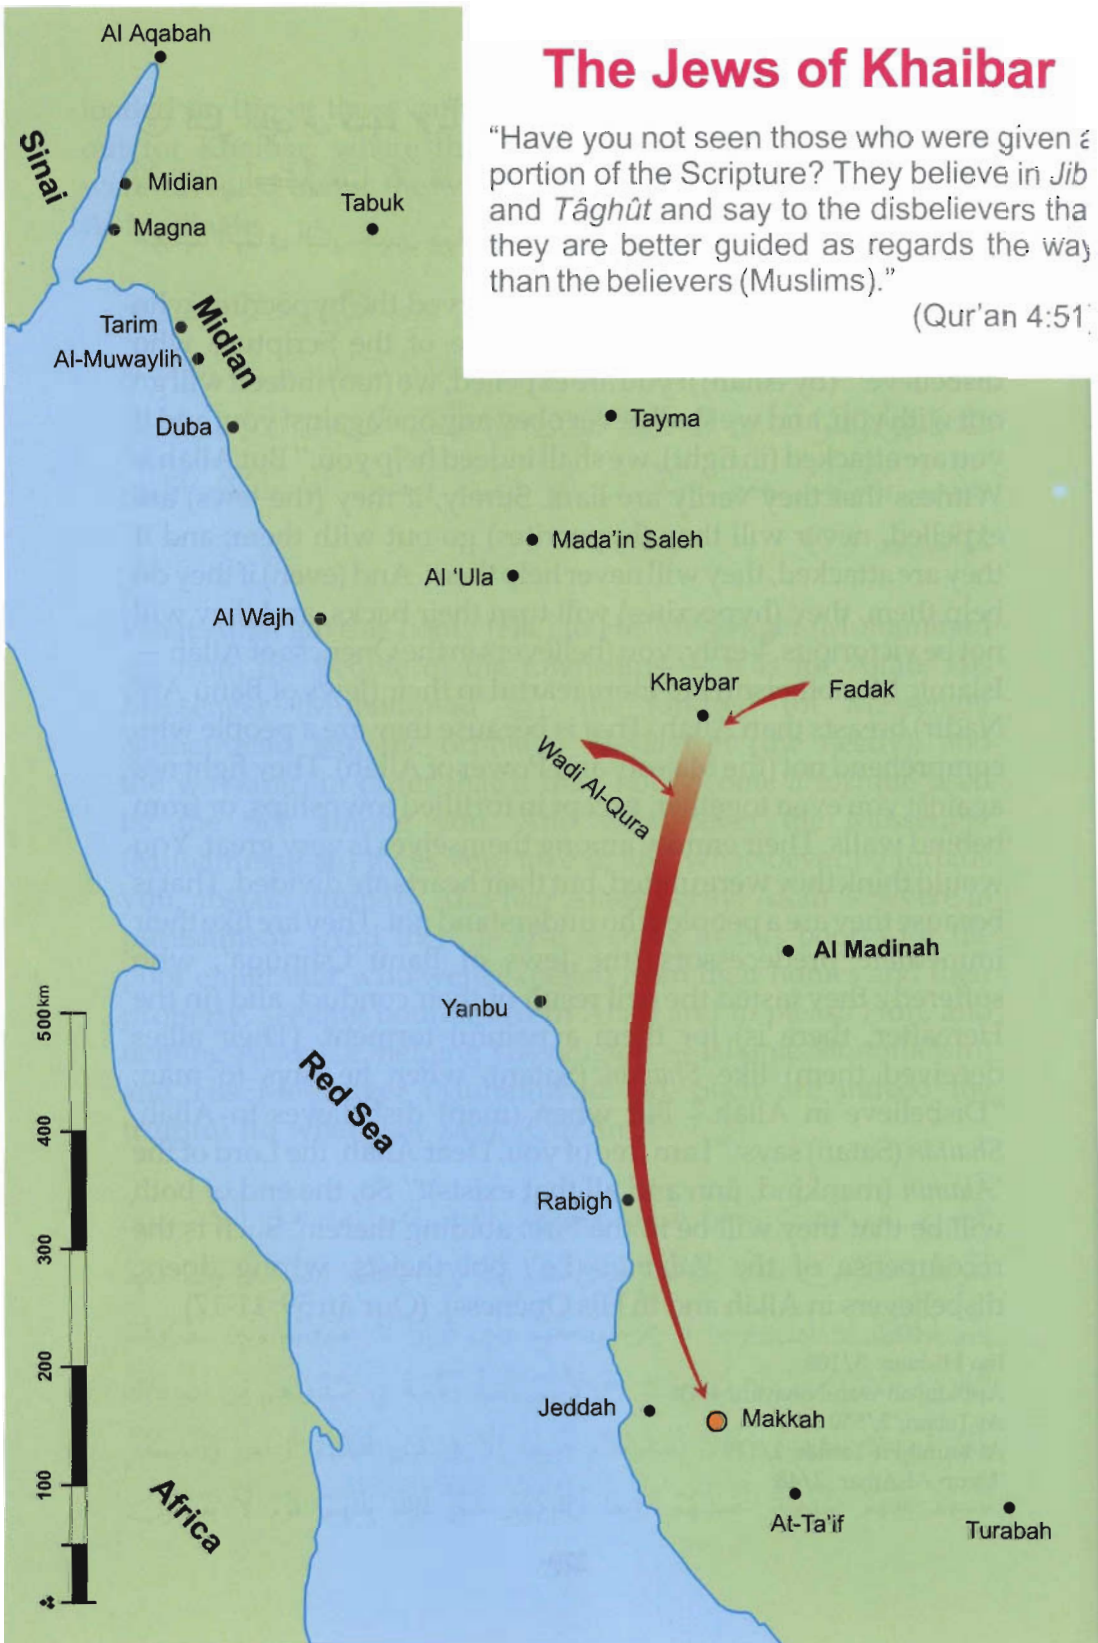 The Jews of Khaibar
“Have you not seen those who were given a
portion of the Scripture? They believe in Jib
and Tâghût and say to the disbelievers tha
they are better guided as regards the way
than the believers (Muslims).”
(Qur’an 4:51
Al Aqabah
Sinai
Midian
Magna
Tabuk
Tarim
Midian
Al-Muwaylih
Duba
Tayma
Mada’in Saleh
Al ‘Ula
Al Wajh
Khaybar
Fadak
Wadi Al-Qura
Al Madinah
Yanbu
Red Sea
Rabigh
Jeddah
Makkah
At-Ta’if
Turabah
Africa
500km
400
300
200
100